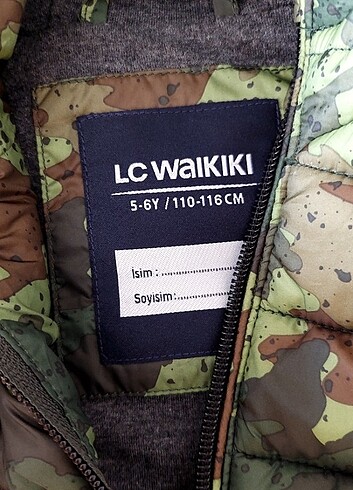 LC WAIKIKI
5-6Y / 110-116 CM
İsim : ....................
Soyisim: ....................